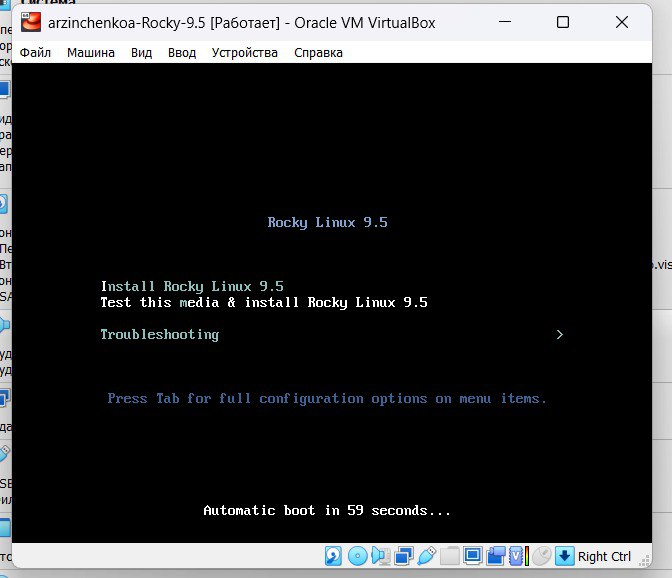 Система
arzinchenkoa-Rocky-9.5 [Работает] - Oracle VM VirtualBox
Файл Машина Вид Ввод Устройства Справка
Rocky Linux 9.5
Install Rocky Linux 9.5
Test this media & install Rocky Linux 9.5
Troubleshooting >
Press Tab for full configuration options on menu items.
Automatic boot in 59 seconds...
Right Ctrl